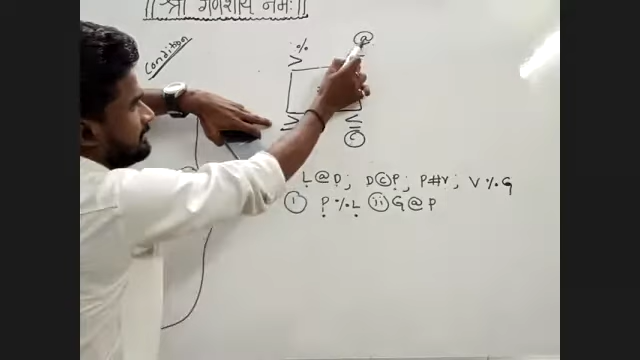 || श्री गणेशाय नमः ||
Condition
% @
>
≥ ≤
©
L @ D ; D © P ; P # V ; V % G
(i) P % L (ii) G @ P